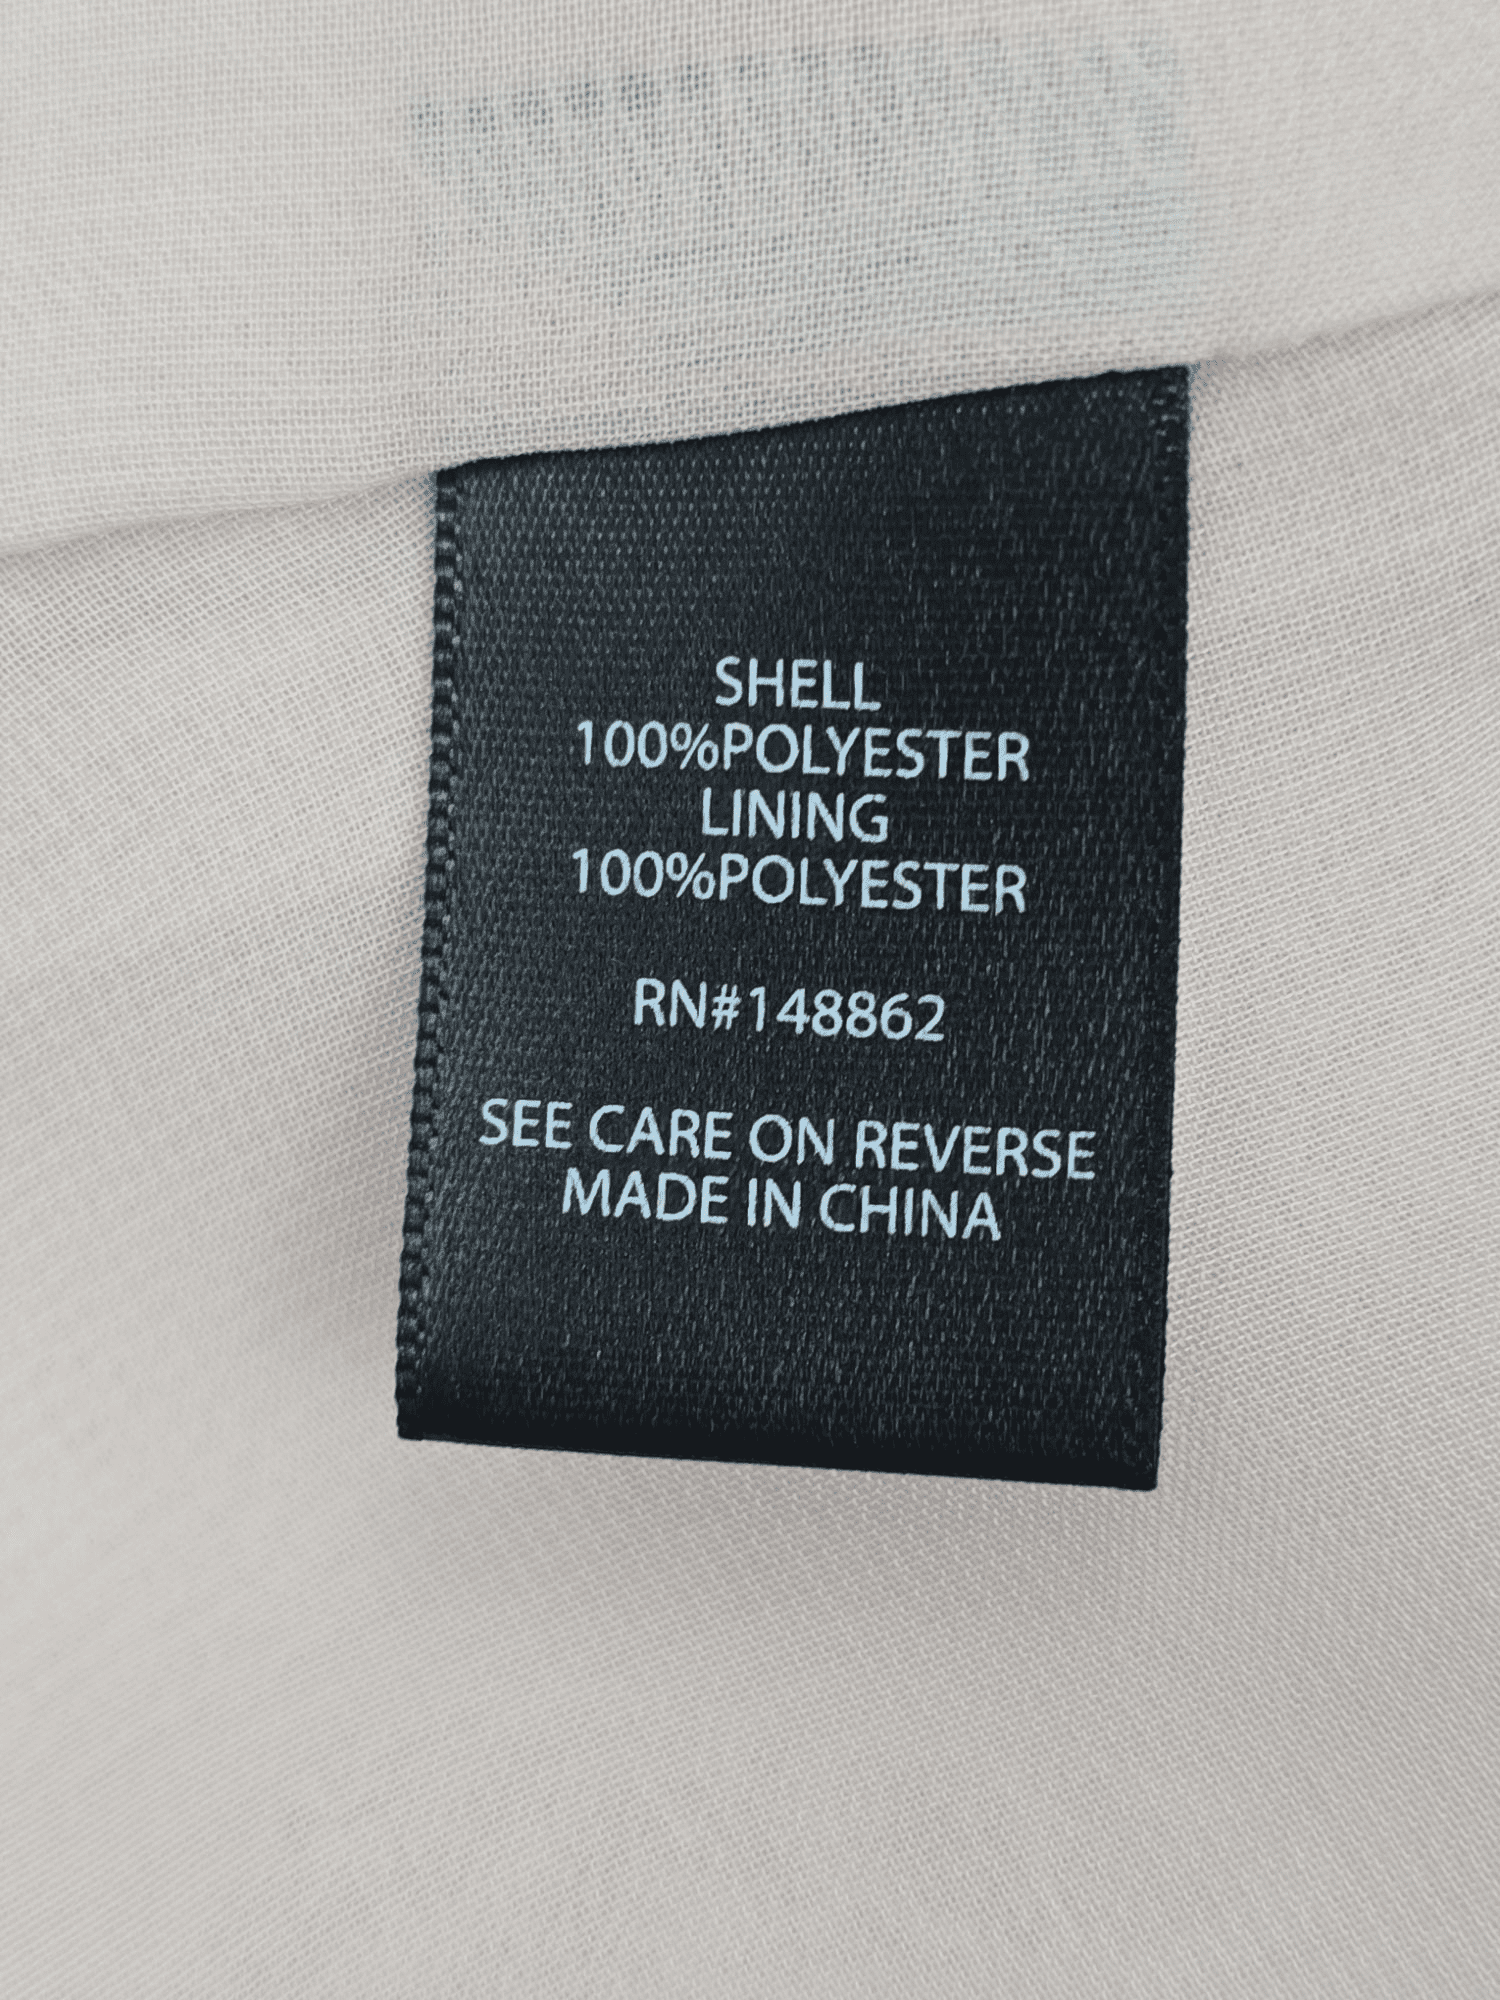 SHELL
100%POLYESTER
LINING
100%POLYESTER
RN#148862
SEE CARE ON REVERSE
MADE IN CHINA